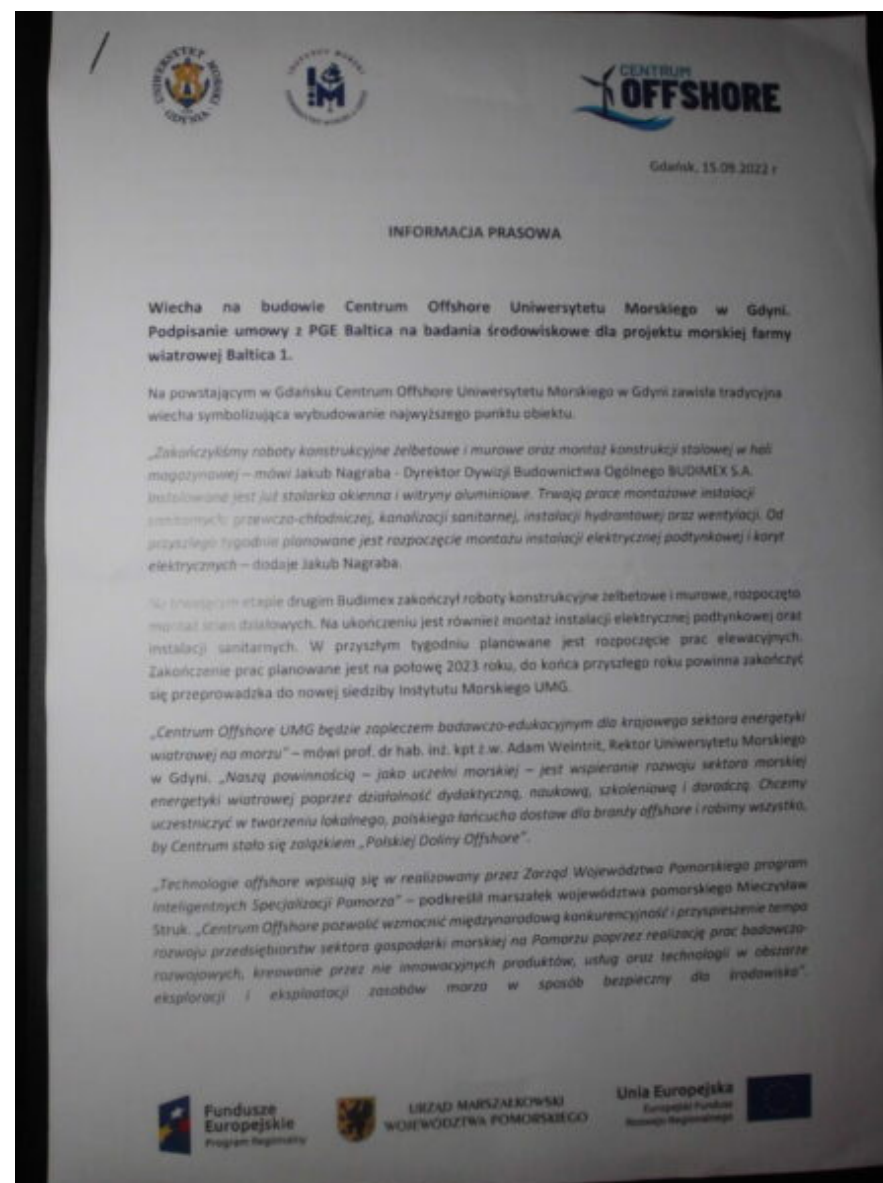 UNIWERSYTET MORSKI
GDYNIA
INSTYTUT MORSKI
IM
CENTRUM
OFFSHORE
Gdańsk, 15.09.2022 r
INFORMACJA PRASOWA
Wiecha na budowie Centrum Offshore Uniwersytetu Morskiego w Gdyni.
Podpisanie umowy z PGE Baltica na badania środowiskowe dla projektu morskiej farmy
wiatrowej Baltica 1.
Na powstającym w Gdańsku Centrum Offshore Uniwersytetu Morskiego w Gdyni zawisła tradycyjna
wiecha symbolizująca wybudowanie najwyższego punktu obiektu.
„Zakończyliśmy roboty konstrukcyjne żelbetowe i murowe oraz montaż konstrukcji stalowej w hali
magazynowej – mówi Jakub Nagraba - Dyrektor Dywizji Budownictwa Ogólnego BUDIMEX S.A.
Instalowana jest już stolarka okienna i witryny aluminiowe. Trwają prace montażowe instalacji
grzewczo-chłodniczej, kanalizacji sanitarnej, instalacji hydrantowej oraz wentylacji. Od
przyszłego tygodnia planowane jest rozpoczęcie montażu instalacji elektrycznej podtynkowej i koryt
elektrycznych – dodaje Jakub Nagraba.
etapie drugim Budimex zakończył roboty konstrukcyjne żelbetowe i murowe, rozpoczęto
montaż ścian działowych. Na ukończeniu jest również montaż instalacji elektrycznej podtynkowej oraz
instalacji sanitarnych. W przyszłym tygodniu planowane jest rozpoczęcie prac elewacyjnych.
Zakończenie prac planowane jest na połowę 2023 roku, do końca przyszłego roku powinna zakończyć
się przeprowadzka do nowej siedziby Instytutu Morskiego UMG.
„Centrum Offshore UMG będzie zapleczem badawczo-edukacyjnym dla krajowego sektora energetyki
wiatrowej na morzu" – mówi prof. dr hab. inż. kpt ż.w. Adam Weintrit, Rektor Uniwersytetu Morskiego
w Gdyni. „Naszą powinnością – jako uczelni morskiej – jest wspieranie rozwoju sektora morskiej
energetyki wiatrowej poprzez działalność dydaktyczną, naukową, szkoleniową i doradczą. Chcemy
uczestniczyć w tworzeniu lokalnego, polskiego łańcucha dostaw dla branży offshore i robimy wszystko,
by Centrum stało się zalążkiem „Polskiej Doliny Offshore".
„Technologie offshore wpisują się w realizowany przez Zarząd Województwa Pomorskiego program
Inteligentnych Specjalizacji Pomorza" – podkreślił marszałek województwa pomorskiego Mieczysław
Struk. „Centrum Offshore pozwolić wzmocnić międzynarodową konkurencyjność i przyspieszenie tempa
rozwoju przedsiębiorstw sektora gospodarki morskiej na Pomorzu poprzez realizację prac badawczo-
rozwojowych, kreowanie przez nie innowacyjnych produktów, usług oraz technologii w obszarze
eksploracji i eksploatacji zasobów morza w sposób bezpieczny dla środowiska".
Fundusze
Europejskie
Program Regionalny
URZĄD MARSZAŁKOWSKI
WOJEWÓDZTWA POMORSKIEGO
Unia Europejska
Europejski Fundusz
Rozwoju Regionalnego